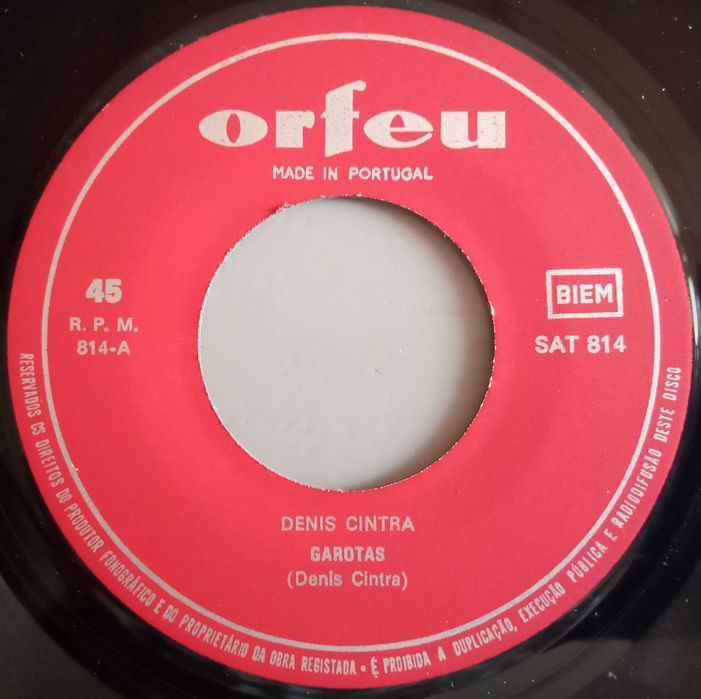 orfeu
MADE IN PORTUGAL
45
R. P. M.
814-A
BIEM
SAT 814
DENIS CINTRA
GAROTAS
(Denis Cintra)
RESERVADOS OS DIREITOS DO PRODUTOR FONOGRÁFICO E DO PROPRIETÁRIO DA OBRA REGISTADA • É PROIBIDA A DUPLICAÇÃO, EXECUÇÃO PÚBLICA E RADIODIFUSÃO DESTE DISCO